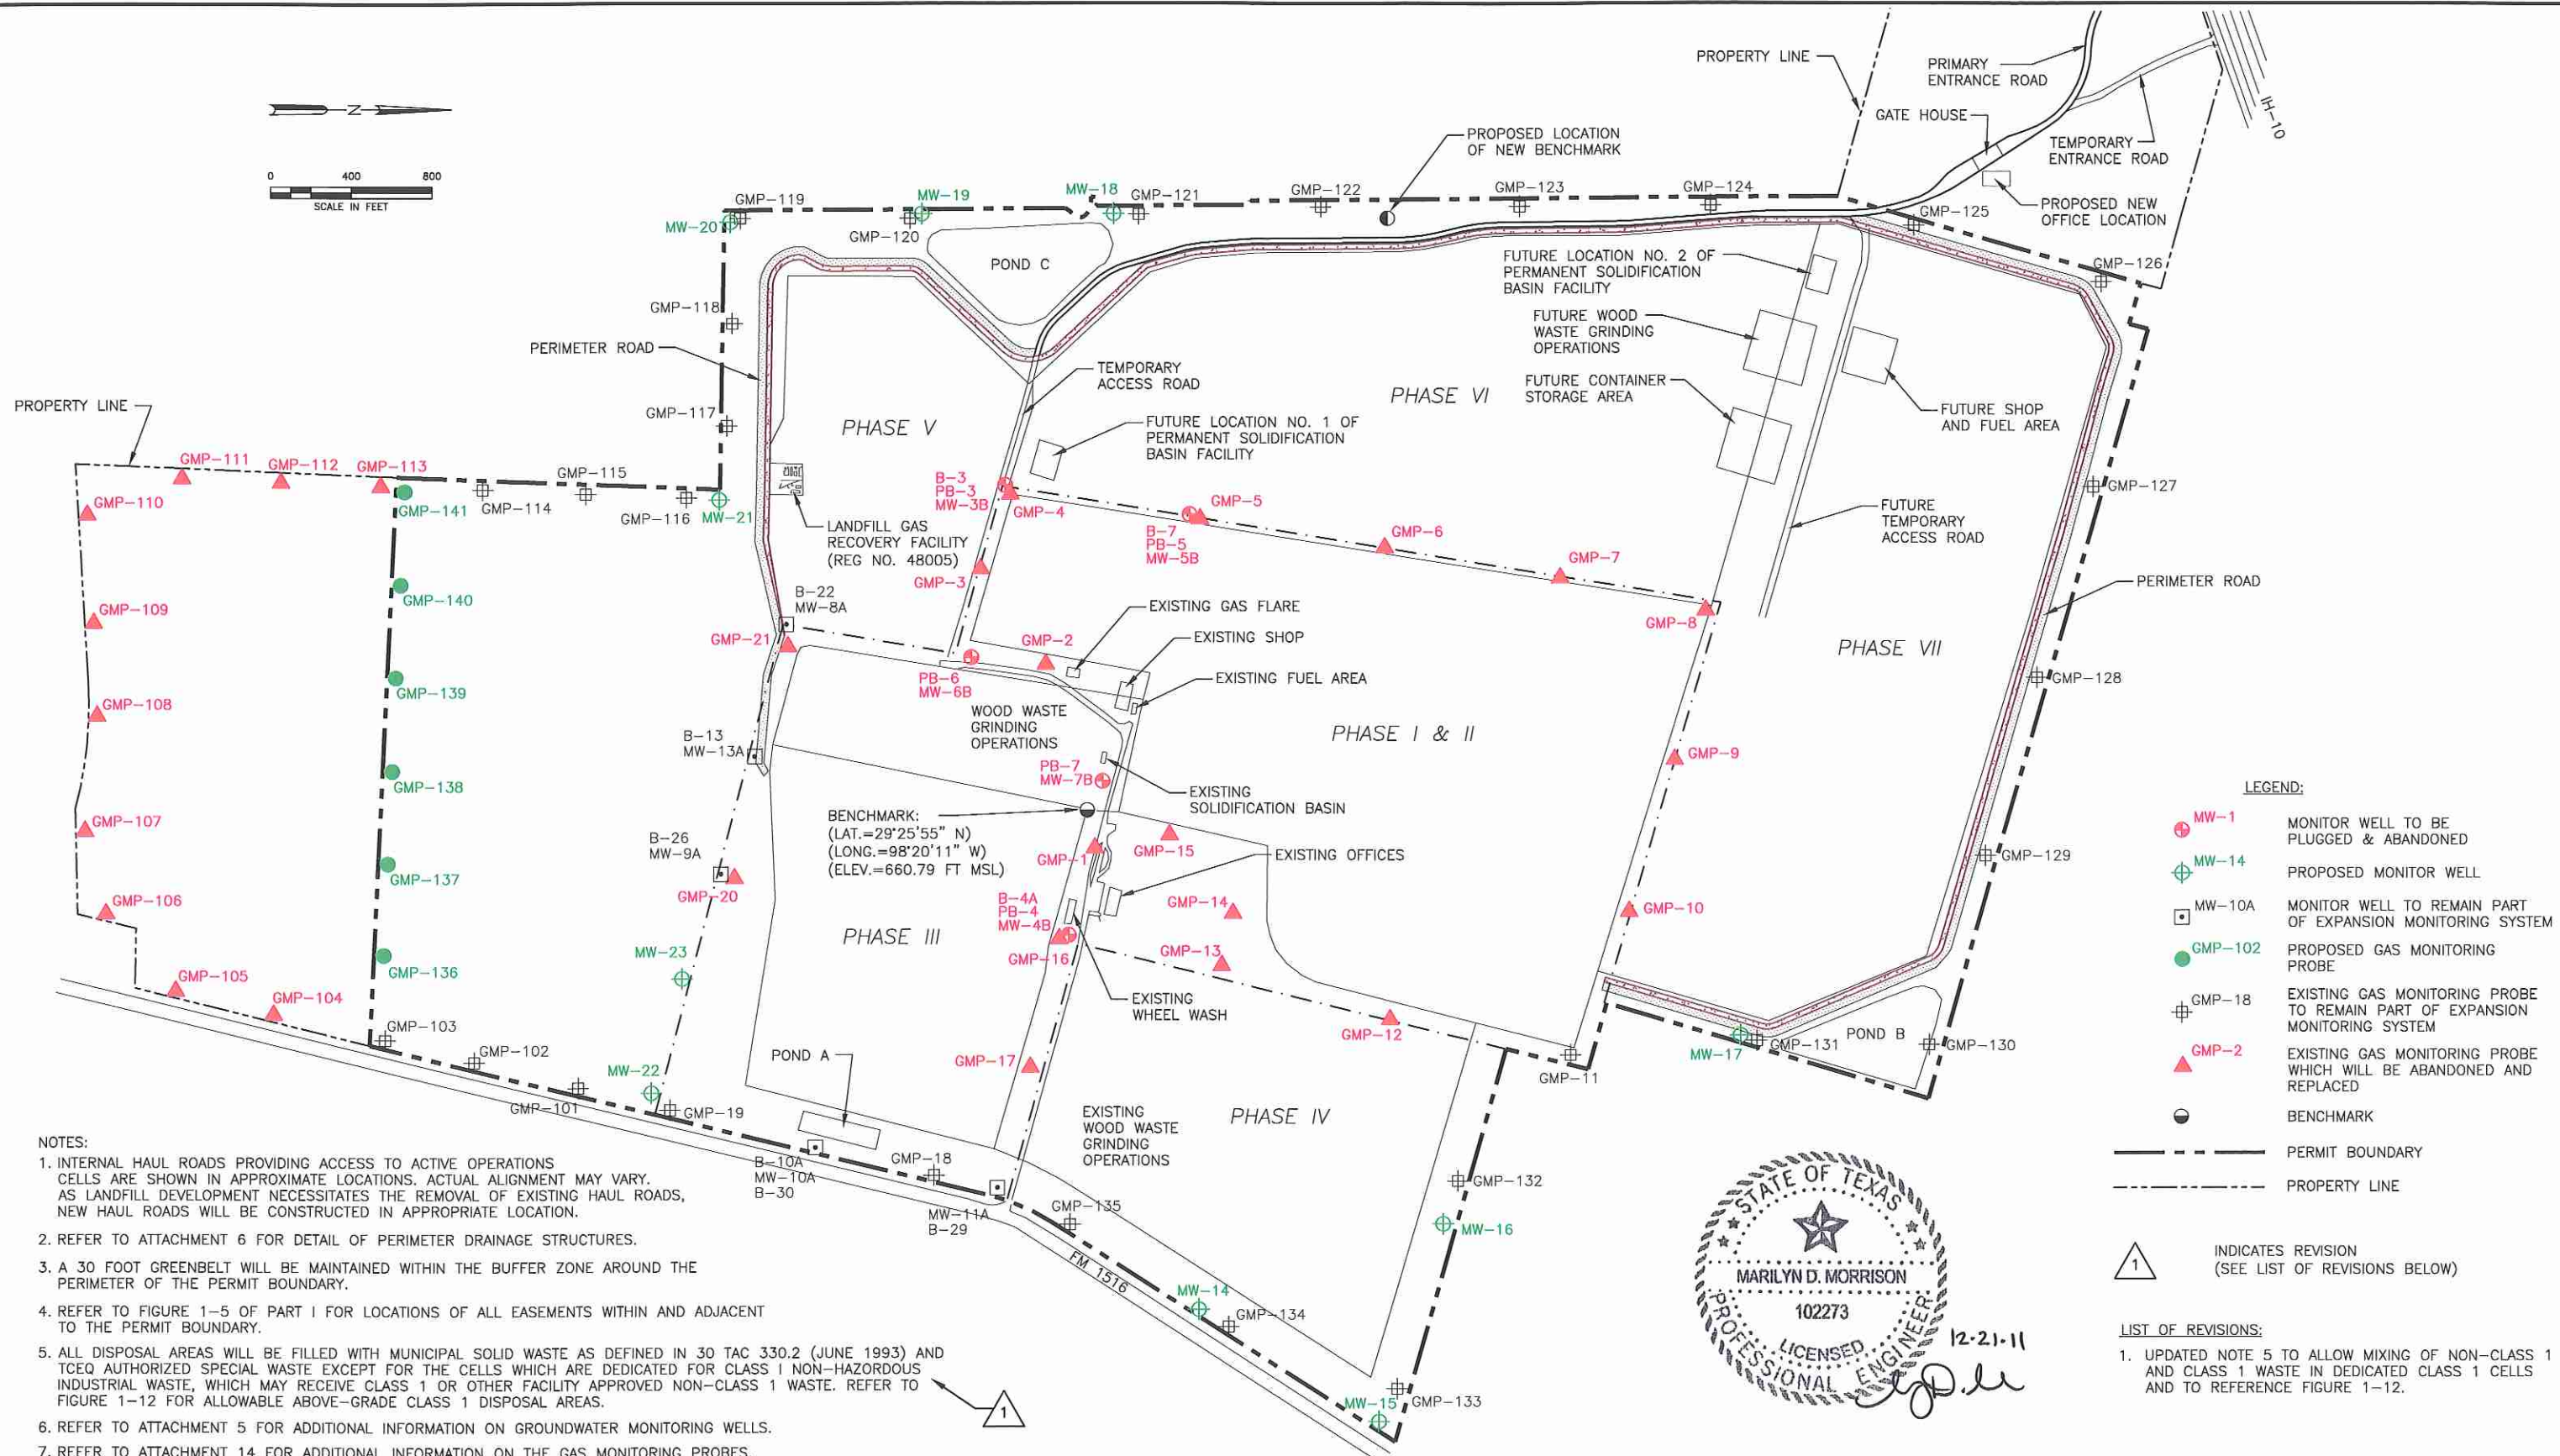 PROPERTY LINE
PRIMARY
ENTRANCE ROAD
GATE HOUSE
TEMPORARY
ENTRANCE ROAD
IH-10
PROPOSED NEW
OFFICE LOCATION
PROPOSED LOCATION
OF NEW BENCHMARK
N
0 400 800
SCALE IN FEET
GMP-119
MW-20
MW-19
GMP-120
MW-18
GMP-121
GMP-122
GMP-123
GMP-124
GMP-125
GMP-126
POND C
FUTURE LOCATION NO. 2 OF
PERMANENT SOLIDIFICATION
BASIN FACILITY
FUTURE WOOD
WASTE GRINDING
OPERATIONS
FUTURE CONTAINER
STORAGE AREA
FUTURE SHOP
AND FUEL AREA
GMP-118
PERIMETER ROAD
GMP-117
PROPERTY LINE
TEMPORARY
ACCESS ROAD
PHASE V
PHASE VI
FUTURE LOCATION NO. 1 OF
PERMANENT SOLIDIFICATION
BASIN FACILITY
GMP-111
GMP-112
GMP-113
GMP-115
GMP-110
GMP-141
GMP-114
GMP-116
MW-21
LANDFILL GAS
RECOVERY FACILITY
(REG NO. 48005)
B-3
PB-3
MW-3B
GMP-4
GMP-5
B-7
PB-5
MW-5B
GMP-6
GMP-7
GMP-3
GMP-127
FUTURE
TEMPORARY
ACCESS ROAD
PERIMETER ROAD
GMP-109
GMP-140
B-22
MW-8A
GMP-21
EXISTING GAS FLARE
EXISTING SHOP
GMP-2
EXISTING FUEL AREA
GMP-8
PHASE VII
GMP-128
PB-6
MW-6B
GMP-108
GMP-139
WOOD WASTE
GRINDING
OPERATIONS
PHASE I & II
B-13
MW-13A
GMP-9
PB-7
MW-7B
EXISTING
SOLIDIFICATION BASIN
GMP-138
GMP-107
BENCHMARK:
(LAT.=29°25'55" N)
(LONG.=98°20'11" W)
(ELEV.=660.79 FT MSL)
GMP-1
GMP-15
EXISTING OFFICES
GMP-129
B-26
MW-9A
GMP-20
GMP-137
GMP-106
B-4A
PB-4
MW-4B
GMP-16
GMP-14
GMP-13
GMP-10
PHASE III
MW-23
GMP-136
GMP-105
GMP-104
EXISTING
WHEEL WASH
GMP-12
GMP-103
GMP-102
GMP-101
MW-22
GMP-19
POND A
GMP-17
GMP-11
MW-17
GMP-131
POND B
GMP-130
EXISTING
WOOD WASTE
GRINDING
OPERATIONS
PHASE IV
B-10A
MW-10A
B-30
GMP-18
MW-11A
B-29
GMP-135
GMP-132
MW-16
FM 1516
MW-14
GMP-134
MW-15
GMP-133
LEGEND:
MW-1 MONITOR WELL TO BE
PLUGGED & ABANDONED
MW-14 PROPOSED MONITOR WELL
MW-10A MONITOR WELL TO REMAIN PART
OF EXPANSION MONITORING SYSTEM
GMP-102 PROPOSED GAS MONITORING
PROBE
GMP-18 EXISTING GAS MONITORING PROBE
TO REMAIN PART OF EXPANSION
MONITORING SYSTEM
GMP-2 EXISTING GAS MONITORING PROBE
WHICH WILL BE ABANDONED AND
REPLACED
BENCHMARK
PERMIT BOUNDARY
PROPERTY LINE
1 INDICATES REVISION
(SEE LIST OF REVISIONS BELOW)
LIST OF REVISIONS:
1. UPDATED NOTE 5 TO ALLOW MIXING OF NON-CLASS 1
AND CLASS 1 WASTE IN DEDICATED CLASS 1 CELLS
AND TO REFERENCE FIGURE 1-12.
STATE OF TEXAS
MARILYN D. MORRISON
102273
LICENSED
PROFESSIONAL ENGINEER
12-21-11
NOTES:
1. INTERNAL HAUL ROADS PROVIDING ACCESS TO ACTIVE OPERATIONS
CELLS ARE SHOWN IN APPROXIMATE LOCATIONS. ACTUAL ALIGNMENT MAY VARY.
AS LANDFILL DEVELOPMENT NECESSITATES THE REMOVAL OF EXISTING HAUL ROADS,
NEW HAUL ROADS WILL BE CONSTRUCTED IN APPROPRIATE LOCATION.
2. REFER TO ATTACHMENT 6 FOR DETAIL OF PERIMETER DRAINAGE STRUCTURES.
3. A 30 FOOT GREENBELT WILL BE MAINTAINED WITHIN THE BUFFER ZONE AROUND THE
PERIMETER OF THE PERMIT BOUNDARY.
4. REFER TO FIGURE 1-5 OF PART I FOR LOCATIONS OF ALL EASEMENTS WITHIN AND ADJACENT
TO THE PERMIT BOUNDARY.
5. ALL DISPOSAL AREAS WILL BE FILLED WITH MUNICIPAL SOLID WASTE AS DEFINED IN 30 TAC 330.2 (JUNE 1993) AND
TCEQ AUTHORIZED SPECIAL WASTE EXCEPT FOR THE CELLS WHICH ARE DEDICATED FOR CLASS I NON-HAZORDOUS
INDUSTRIAL WASTE, WHICH MAY RECEIVE CLASS 1 OR OTHER FACILITY APPROVED NON-CLASS 1 WASTE. REFER TO
FIGURE 1-12 FOR ALLOWABLE ABOVE-GRADE CLASS 1 DISPOSAL AREAS.
1
6. REFER TO ATTACHMENT 5 FOR ADDITIONAL INFORMATION ON GROUNDWATER MONITORING WELLS.
7. REFER TO ATTACHMENT 14 FOR ADDITIONAL INFORMATION ON THE GAS MONITORING PROBES.